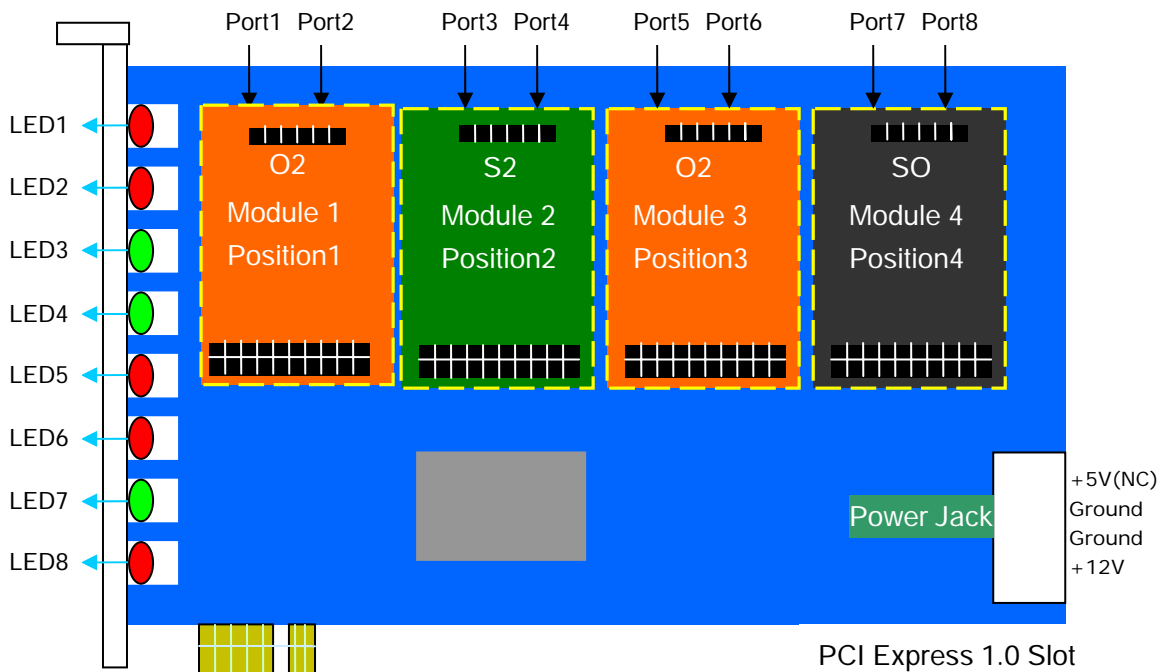 Port1 Port2 Port3 Port4 Port5 Port6 Port7 Port8
LED1
LED2
LED3
LED4
LED5
LED6
LED7
LED8
O2
Module 1
Position1
S2
Module 2
Position2
O2
Module 3
Position3
SO
Module 4
Position4
Power Jack
+5V(NC)
Ground
Ground
+12V
PCI Express 1.0 Slot